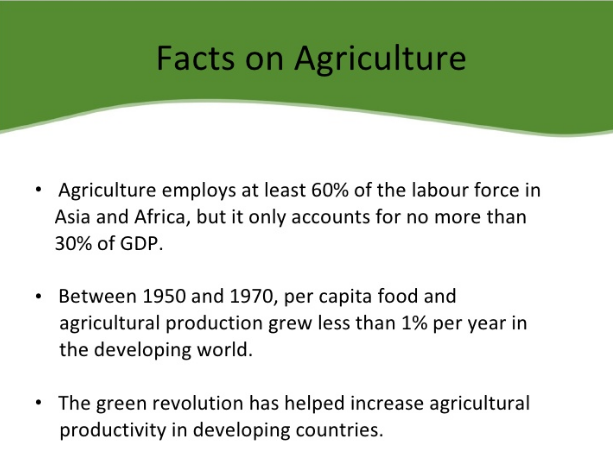 Facts on Agriculture
• Agriculture employs at least 60% of the labour force in
Asia and Africa, but it only accounts for no more than
30% of GDP.
• Between 1950 and 1970, per capita food and
agricultural production grew less than 1% per year in
the developing world.
• The green revolution has helped increase agricultural
productivity in developing countries.